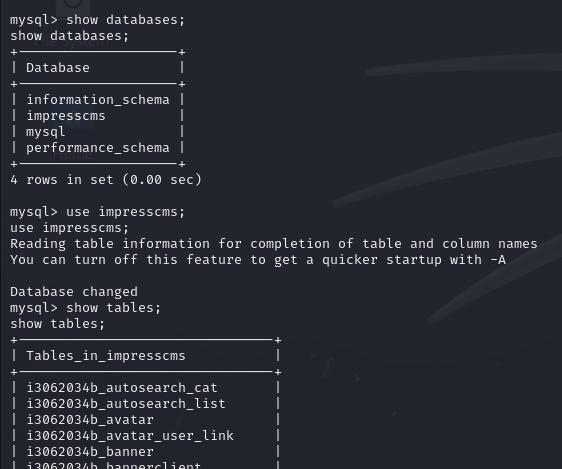 mysql> show databases;
show databases;
+--------------------+
| Database           |
+--------------------+
| information_schema |
| impresscms         |
| mysql              |
| performance_schema |
+--------------------+
4 rows in set (0.00 sec)
mysql> use impresscms;
use impresscms;
Reading table information for completion of table and column names
You can turn off this feature to get a quicker startup with -A
Database changed
mysql> show tables;
show tables;
+--------------------------------+
| Tables_in_impresscms           |
+--------------------------------+
| i3062034b_autosearch_cat       |
| i3062034b_autosearch_list      |
| i3062034b_avatar               |
| i3062034b_avatar_user_link     |
| i3062034b_banner               |
| i3062034b_bannerclient         |